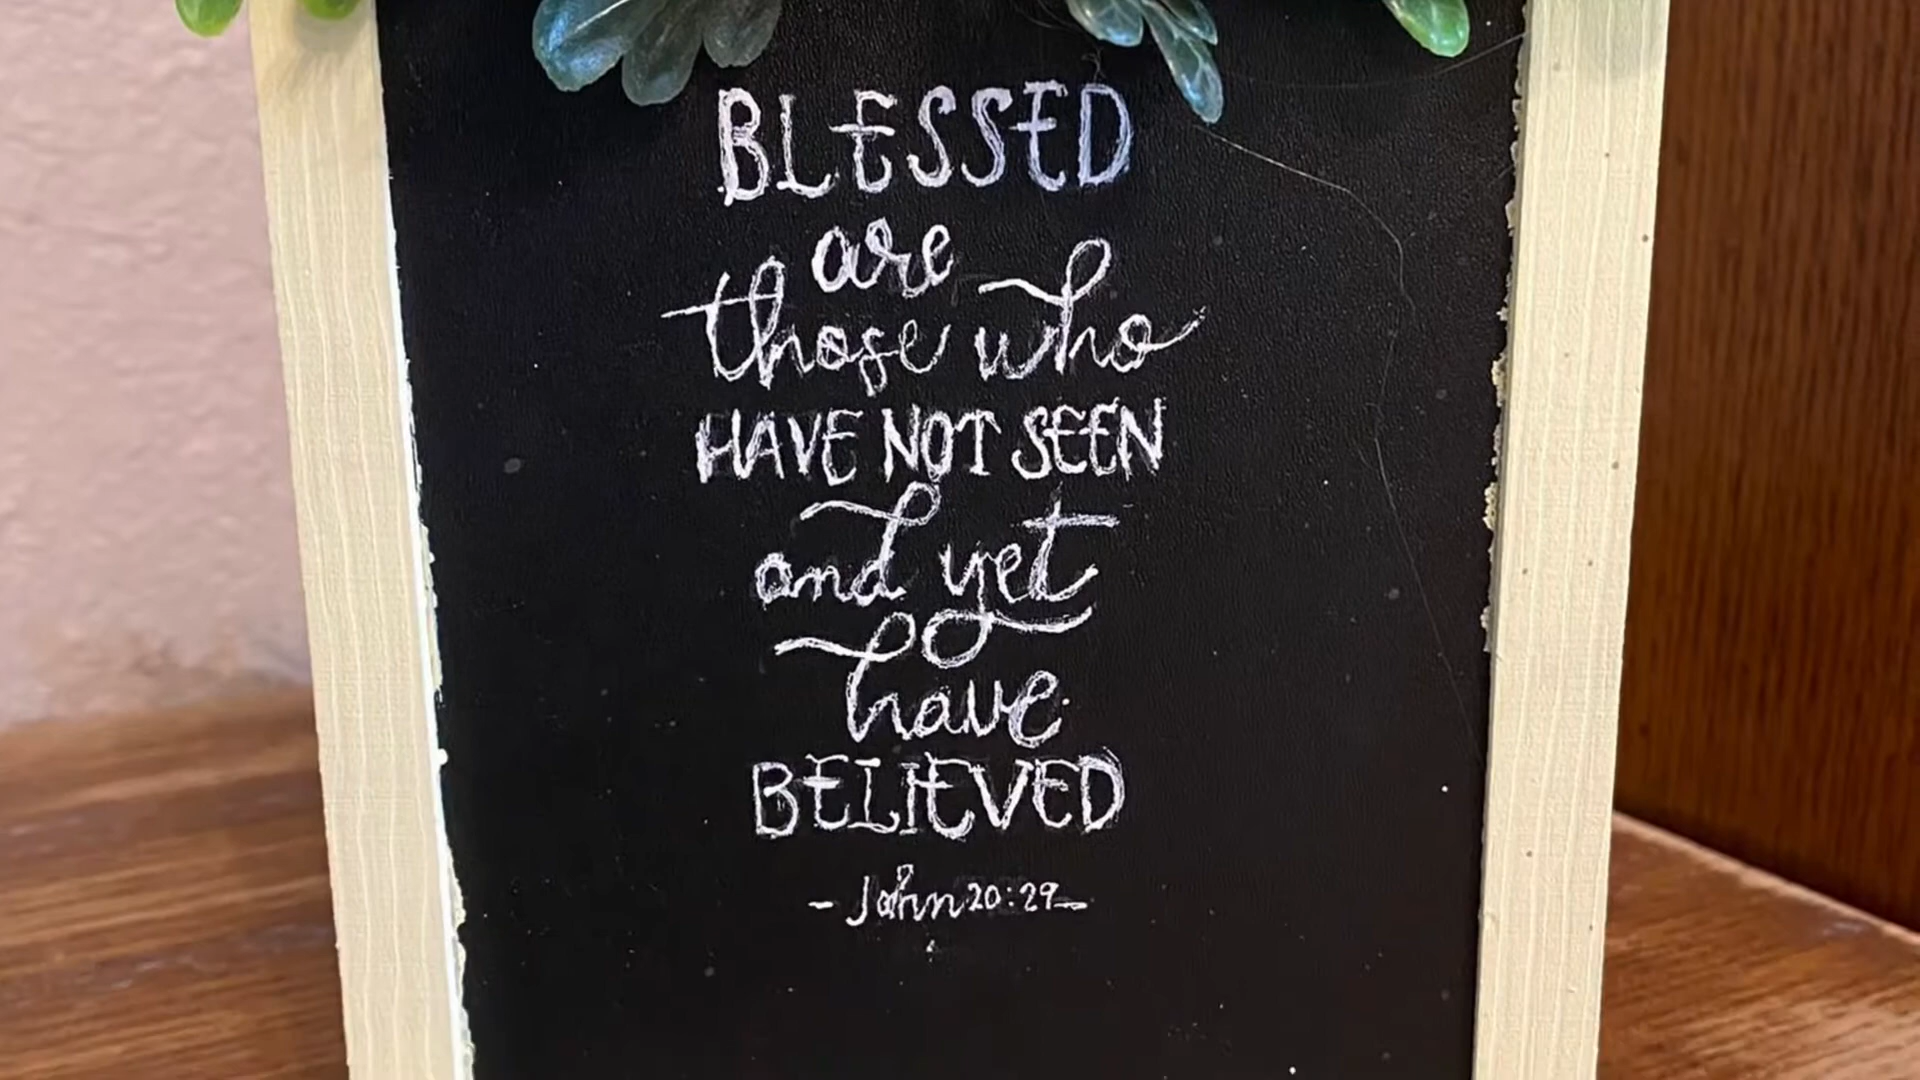 BLESSED
are
those who
HAVE NOT SEEN
and yet
have
BELIEVED
- John 20:29 -